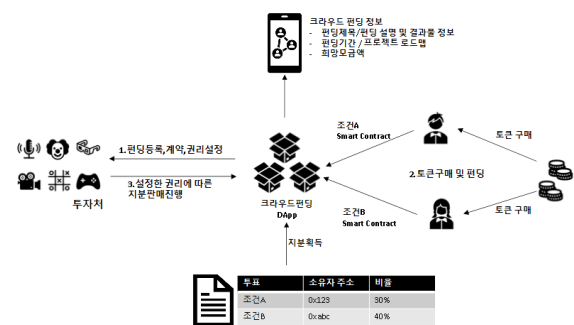 크라우드 펀딩 정보
- 펀딩제목/펀딩 설명 및 결과물 정보
- 펀딩기간 / 프로젝트 로드맵
- 희망모금액
조건A
Smart Contract
토큰 구매
1.펀딩등록,계약,권리설정
2.토큰구매 및 펀딩
3.설정한 권리에 따른
지분판매진행
투자처
크라우드펀딩
DApp
조건B
Smart Contract
토큰 구매
지분획득
투표 소유자 주소 비율
조건A 0x123 30%
조건B 0xabc 40%